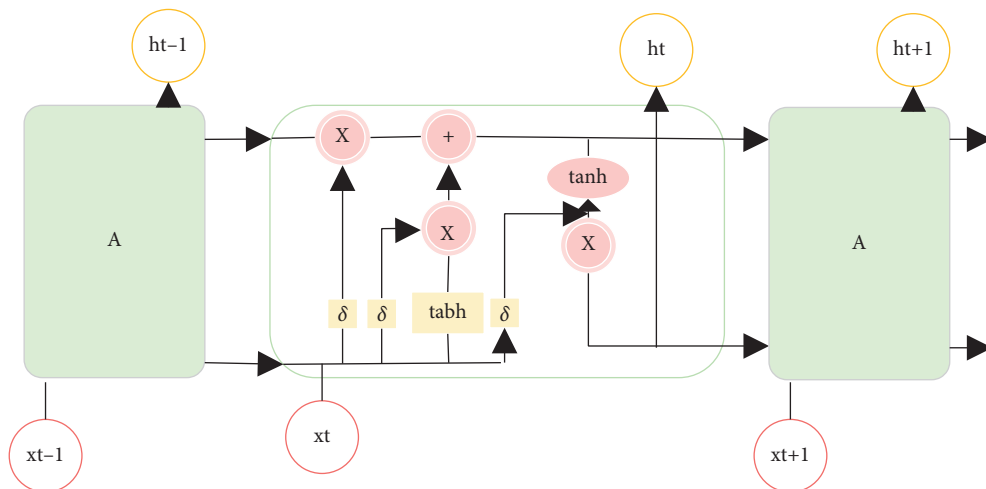 ht–1
ht
ht+1
X
+
tanh
A
X
X
A
δ
δ
tabh
δ
xt–1
xt
xt+1